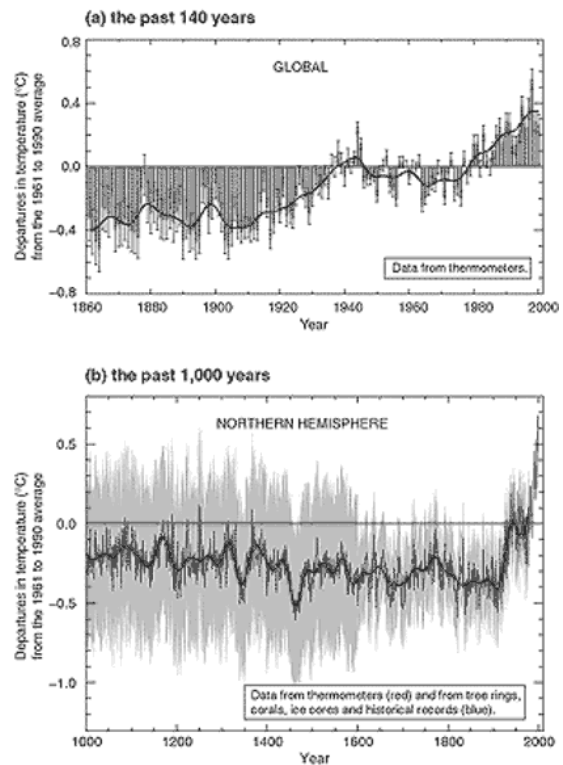 (a) the past 140 years
GLOBAL
Departures in temperature (°C)
from the 1961 to 1990 average
0.8
0.4
0.0
−0.4
−0.8
Data from thermometers.
1860 1880 1900 1920 1940 1960 1980 2000
Year
(b) the past 1,000 years
NORTHERN HEMISPHERE
Departures in temperature (°C)
from the 1961 to 1990 average
0.5
0.0
−0.5
−1.0
Data from thermometers (red) and from tree rings,
corals, ice cores and historical records (blue).
1000 1200 1400 1600 1800 2000
Year